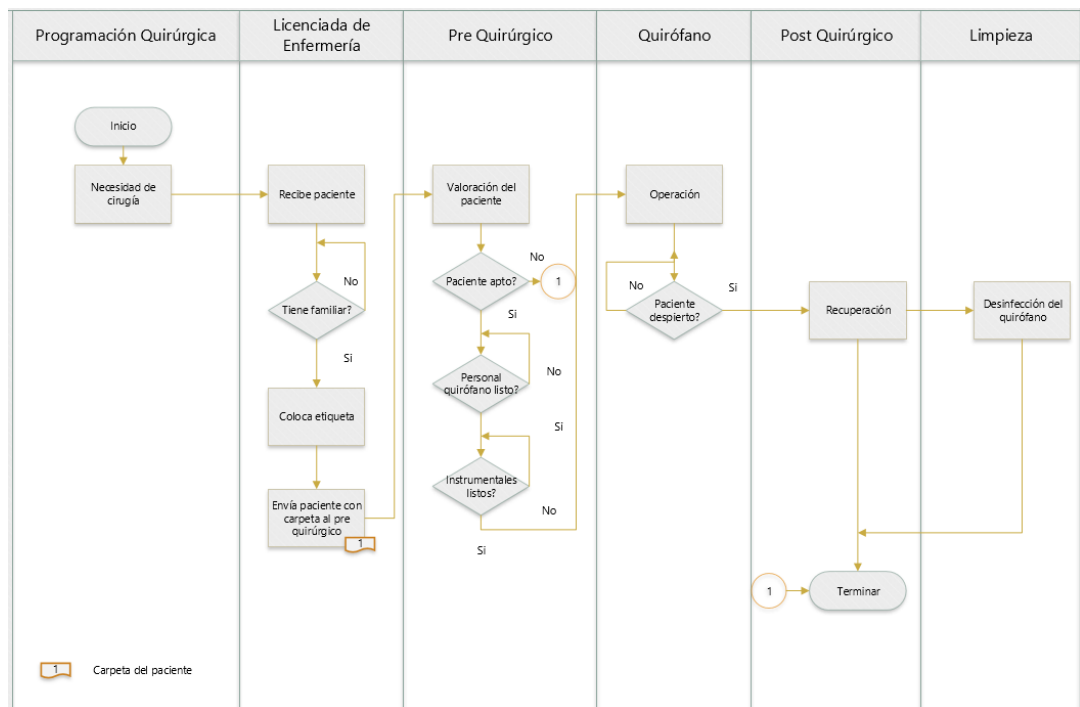 Programación Quirúrgica
Licenciada de
Enfermería
Pre Quirúrgico
Quirófano
Post Quirúrgico
Limpieza
Inicio
Necesidad de
cirugía
Recibe paciente
No
Tiene familiar?
Si
Coloca etiqueta
Envía paciente con
carpeta al pre
quirúrgico
1
Valoración del
paciente
No
Paciente apto?
1
Si
Personal
quirófano listo?
No
Si
Instrumentales
listos?
No
Si
Operación
No
Si
Paciente
despierto?
Recuperación
Desinfección del
quirófano
1
Terminar
1
Carpeta del paciente